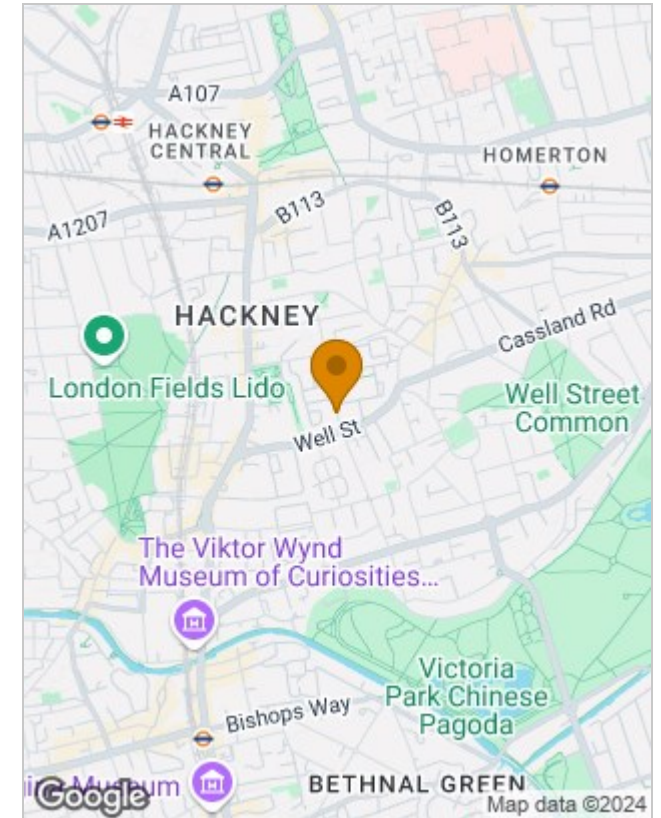 A107
HACKNEY
CENTRAL
HOMERTON
B113
B113
A1207
HACKNEY
Cassland Rd
London Fields Lido
Well Street
Common
Well St
The Viktor Wynd
Museum of Curiosities...
Victoria
Park Chinese
Pagoda
Bishops Way
Museum
BETHNAL GREEN
Google
Map data ©2024